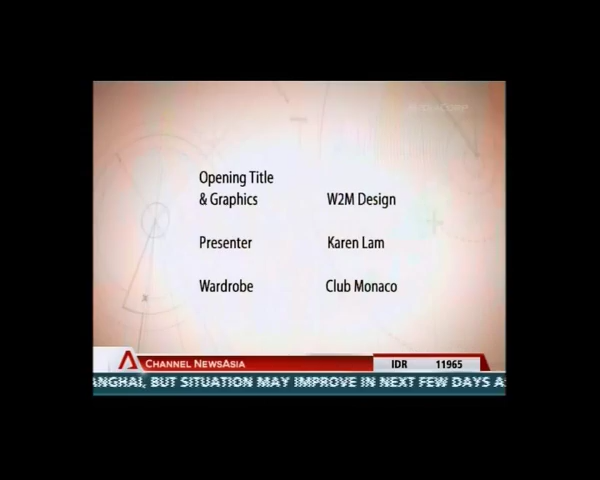 MEDIACORP
Opening Title
& Graphics W2M Design
Presenter Karen Lam
Wardrobe Club Monaco
CHANNEL NEWSASIA IDR 11965
ANGHAI, BUT SITUATION MAY IMPROVE IN NEXT FEW DAYS A